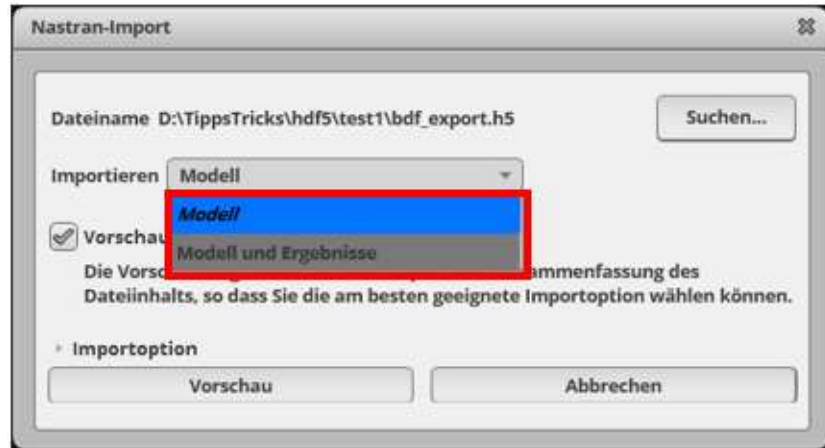 Nastran-Import
Dateiname D:\TippsTricks\hdf5\test1\bdf_export.h5 Suchen...
Importieren Modell
Modell
Vorschau
Modell und Ergebnisse
Die ammenfassung des
Dateiinhalts, so dass Sie die am besten geeignete Importoption wählen können.
Importoption
Vorschau Abbrechen